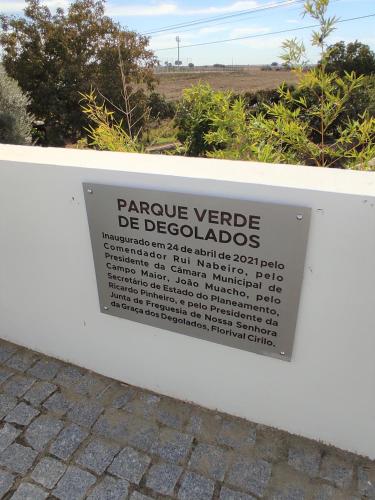 PARQUE VERDE
DE DEGOLADOS
Inaugurado em 24 de abril de 2021 pelo
Comendador Rui Nabeiro, pelo
Presidente da Câmara Municipal de
Campo Maior, João Muacho, pelo
Secretário de Estado do Planeamento,
Ricardo Pinheiro, e pelo Presidente da
Junta de Freguesia de Nossa Senhora
da Graça dos Degolados, Florival Cirilo.